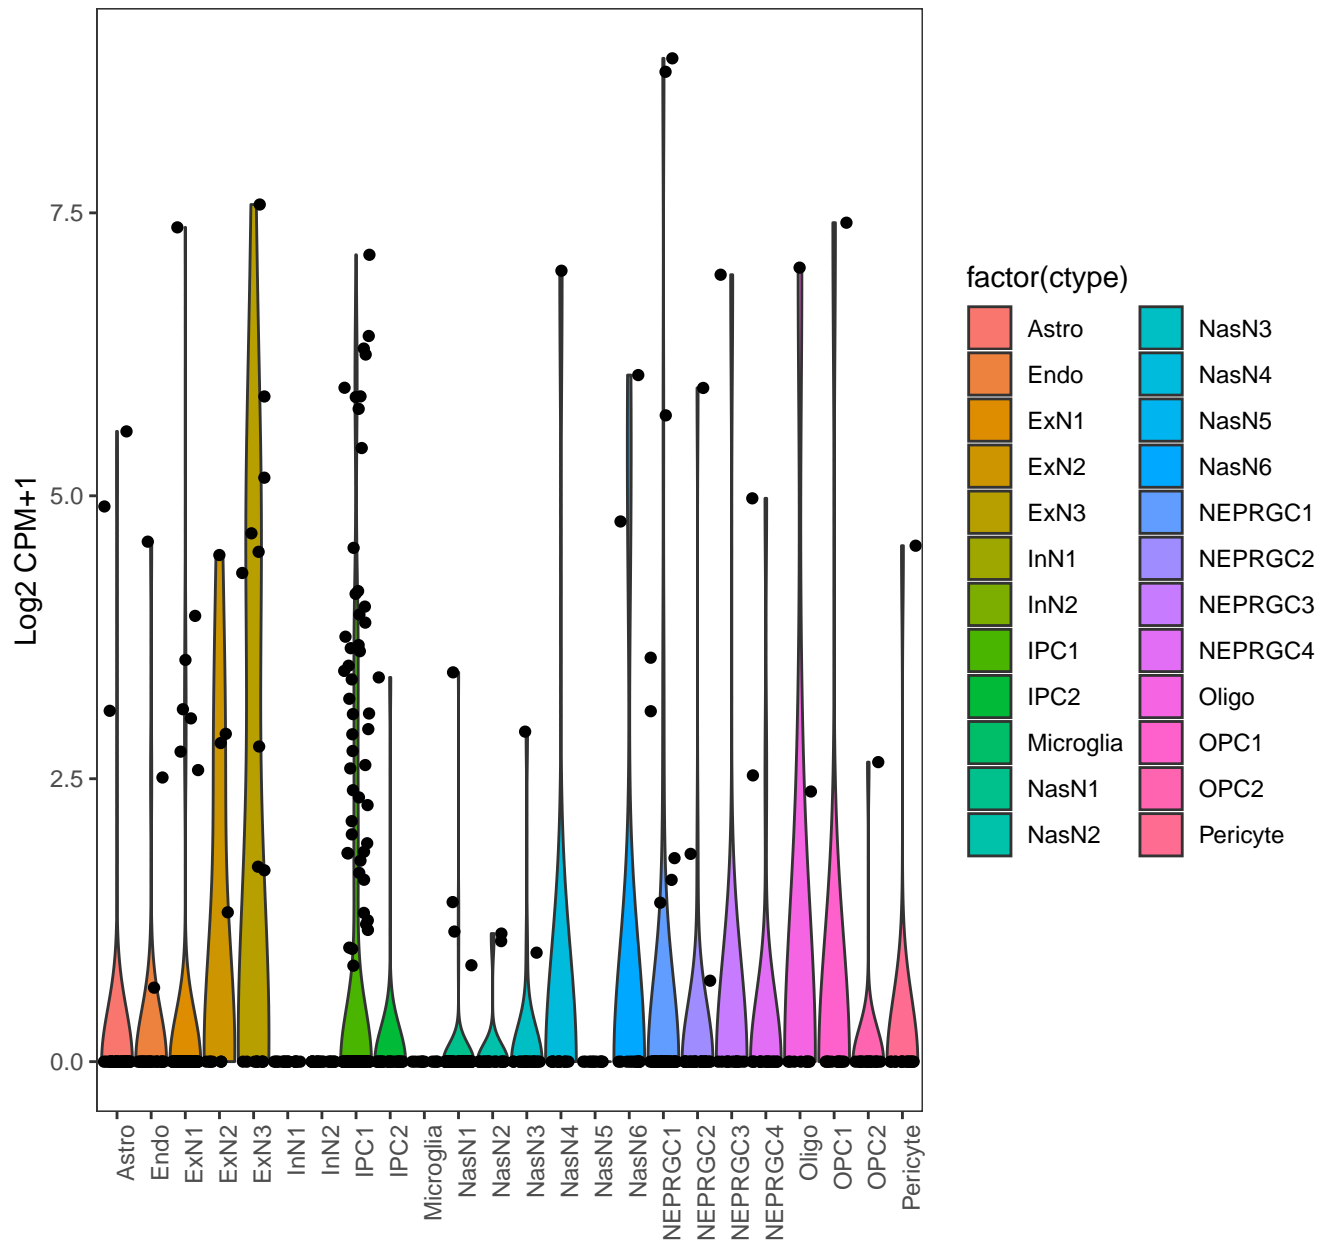 7.5
5.0
2.5
0.0
Log2 CPM+1
Astro
Endo
ExN1
ExN2
ExN3
InN1
InN2
IPC1
IPC2
Microglia
NasN1
NasN2
NasN3
NasN4
NasN5
NasN6
NEPRGC1
NEPRGC2
NEPRGC3
NEPRGC4
Oligo
OPC1
OPC2
Pericyte
factor(ctype)
Astro
Endo
ExN1
ExN2
ExN3
InN1
InN2
IPC1
IPC2
Microglia
NasN1
NasN2
NasN3
NasN4
NasN5
NasN6
NEPRGC1
NEPRGC2
NEPRGC3
NEPRGC4
Oligo
OPC1
OPC2
Pericyte